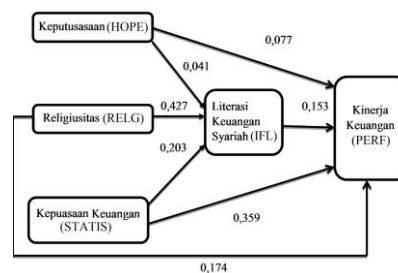 Keputusasaan (HOPE)
0,077
0,041
Religiusitas (RELG)
0,427
Literasi
Keuangan
Syariah (IFL)
0,153
Kinerja
Keuangan
(PERF)
0,203
Kepuasaan Keuangan
(STATIS)
0,359
0,174